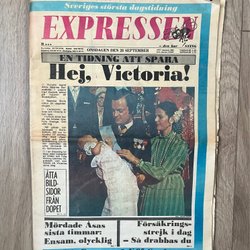 Sveriges största dagstidning
EXPRESSEN
ONSDAGEN DEN 28 SEPTEMBER
EN TIDNING ATT SPARA
Hej, Victoria!
ÅTTA
BILD-
SIDOR
FRÅN
DOPET
Mördade Åsas
sista timmar:
Ensam, olycklig
Försäkrings-
strejk i dag
– Så drabbas du